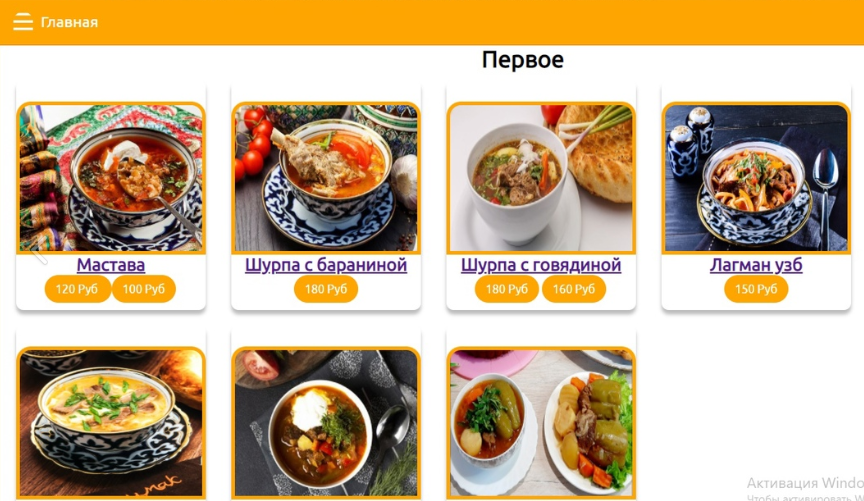 Главная
Первое
Мастава
120 Руб 100 Руб
Шурпа с бараниной
180 Руб
Шурпа с говядиной
180 Руб 160 Руб
Лагман узб
150 Руб
Активация Windo
Чтобы активировать W